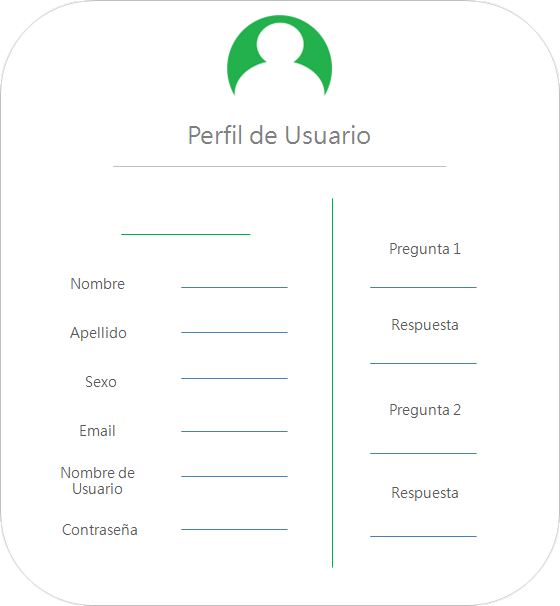 Perfil de Usuario
Nombre
Apellido
Sexo
Email
Nombre de
Usuario
Contraseña
Pregunta 1
Respuesta
Pregunta 2
Respuesta